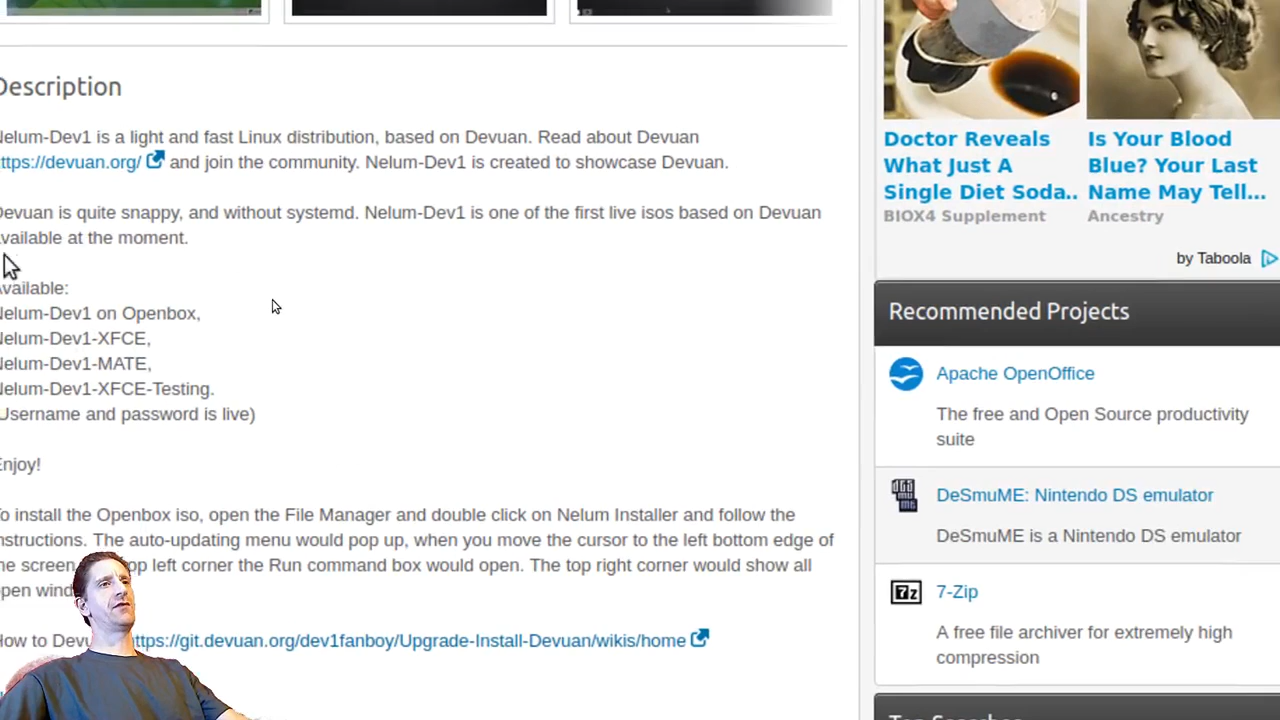 Description
Nelum-Dev1 is a light and fast Linux distribution, based on Devuan. Read about Devuan
https://devuan.org/ and join the community. Nelum-Dev1 is created to showcase Devuan.
Devuan is quite snappy, and without systemd. Nelum-Dev1 is one of the first live isos based on Devuan
available at the moment.
Available:
Nelum-Dev1 on Openbox,
Nelum-Dev1-XFCE,
Nelum-Dev1-MATE,
Nelum-Dev1-XFCE-Testing.
Username and password is live)
Enjoy!
To install the Openbox iso, open the File Manager and double click on Nelum Installer and follow the
instructions. The auto-updating menu would pop up, when you move the cursor to the left bottom edge of
the screen. op left corner the Run command box would open. The top right corner would show all
open wind
How to Devu https://git.devuan.org/dev1fanboy/Upgrade-Install-Devuan/wikis/home
Doctor Reveals
What Just A
Single Diet Soda..
BIOX4 Supplement
Is Your Blood
Blue? Your Last
Name May Tell...
Ancestry
by Taboola
Recommended Projects
Apache OpenOffice
The free and Open Source productivity
suite
DeSmuME: Nintendo DS emulator
DeSmuME is a Nintendo DS emulator
7z
7-Zip
A free file archiver for extremely high
compression